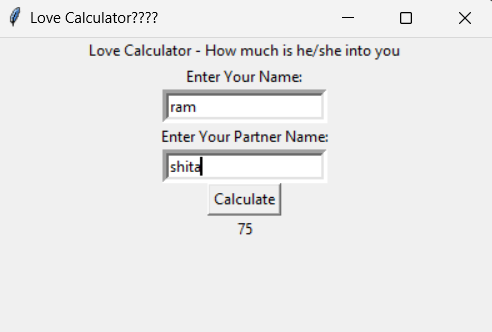 Love Calculator????
Love Calculator - How much is he/she into you
Enter Your Name:
ram
Enter Your Partner Name:
shita
Calculate
75